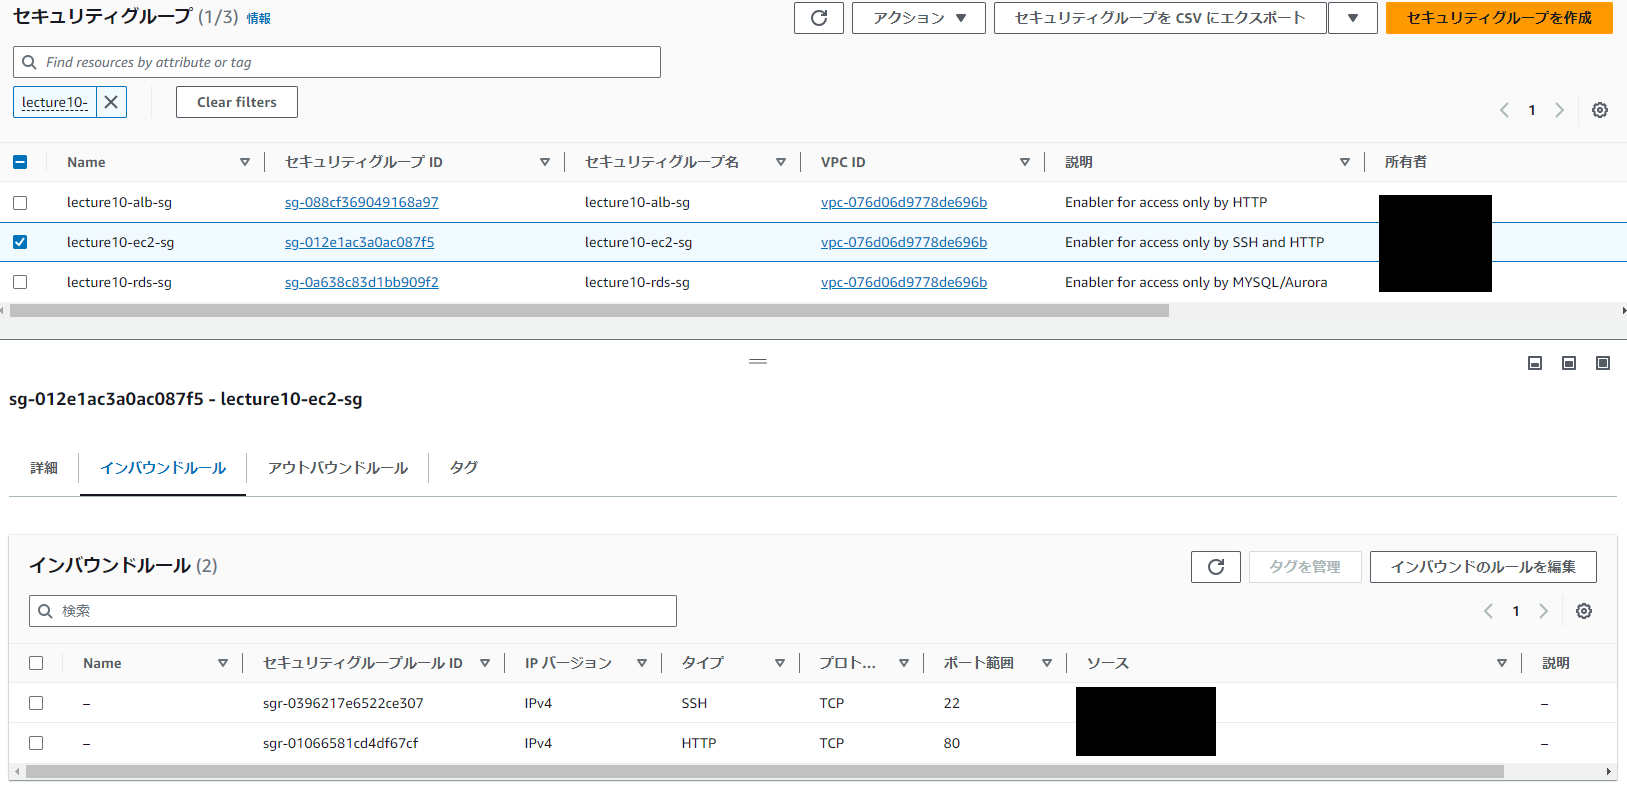 セキュリティグループ (1/3) 情報
アクション
セキュリティグループを CSV にエクスポート
セキュリティグループを作成
Find resources by attribute or tag
lecture10-
Clear filters
1
Name セキュリティグループ ID セキュリティグループ名 VPC ID 説明 所有者
lecture10-alb-sg sg-088cf369049168a97 lecture10-alb-sg vpc-076d06d9778de696b Enabler for access only by HTTP
lecture10-ec2-sg sg-012e1ac3a0ac087f5 lecture10-ec2-sg vpc-076d06d9778de696b Enabler for access only by SSH and HTTP
lecture10-rds-sg sg-0a638c83d1bb909f2 lecture10-rds-sg vpc-076d06d9778de696b Enabler for access only by MYSQL/Aurora
sg-012e1ac3a0ac087f5 - lecture10-ec2-sg
詳細 インバウンドルール アウトバウンドルール タグ
インバウンドルール (2)
タグを管理
インバウンドのルールを編集
検索
1
Name セキュリティグループルール ID IP バージョン タイプ プロト... ポート範囲 ソース 説明
– sgr-0396217e6522ce307 IPv4 SSH TCP 22 –
– sgr-01066581cd4df67cf IPv4 HTTP TCP 80 –